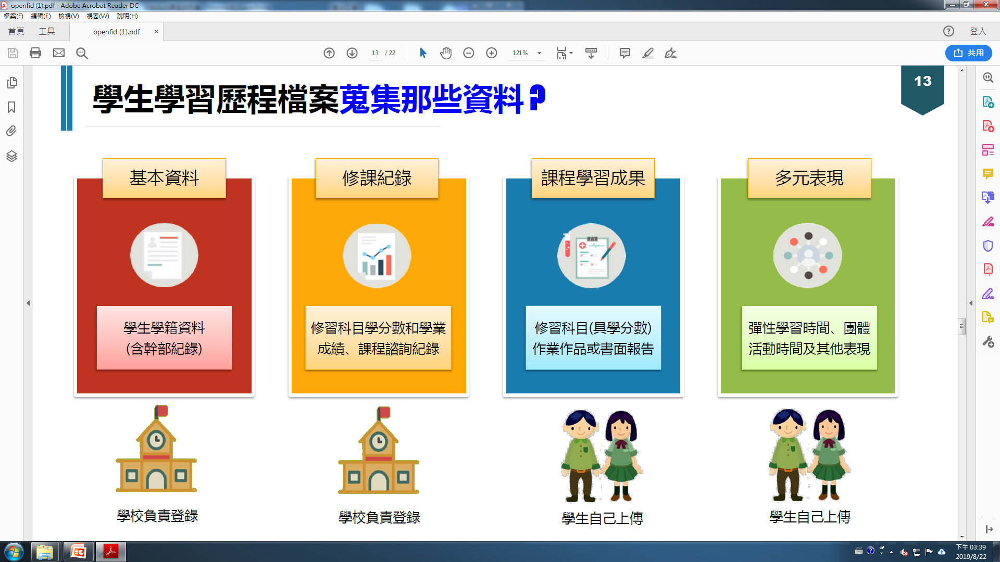 openfid (1).pdf - Adobe Acrobat Reader DC
檔案(F) 編輯(E) 檢視(V) 視窗(W) 說明(H)
首頁 工具 openfid (1).pdf × 登入
13 / 22 121% 共用
學生學習歷程檔案蒐集那些資料?
13
基本資料
學生學籍資料
(含幹部紀錄)
學校負責登錄
修課紀錄
修習科目學分數和學業
成績、課程諮詢紀錄
學校負責登錄
課程學習成果
修習科目(具學分數)
作業作品或書面報告
學生自己上傳
多元表現
彈性學習時間、團體
活動時間及其他表現
學生自己上傳
下午 03:39
2019/8/22